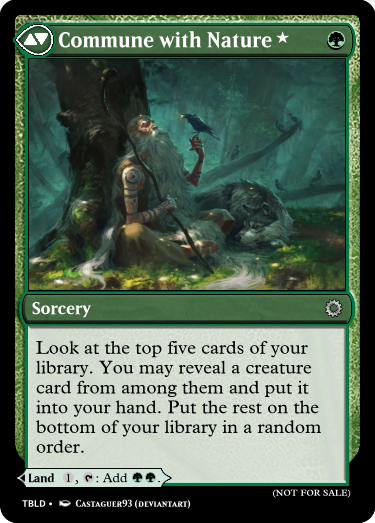 Commune with Nature ★
Sorcery
Look at the top five cards of your
library. You may reveal a creature
card from among them and put it
into your hand. Put the rest on the
bottom of your library in a random
order.
Land 1, : Add .
(NOT FOR SALE)
TBLD • Castaguer93 (deviantart)